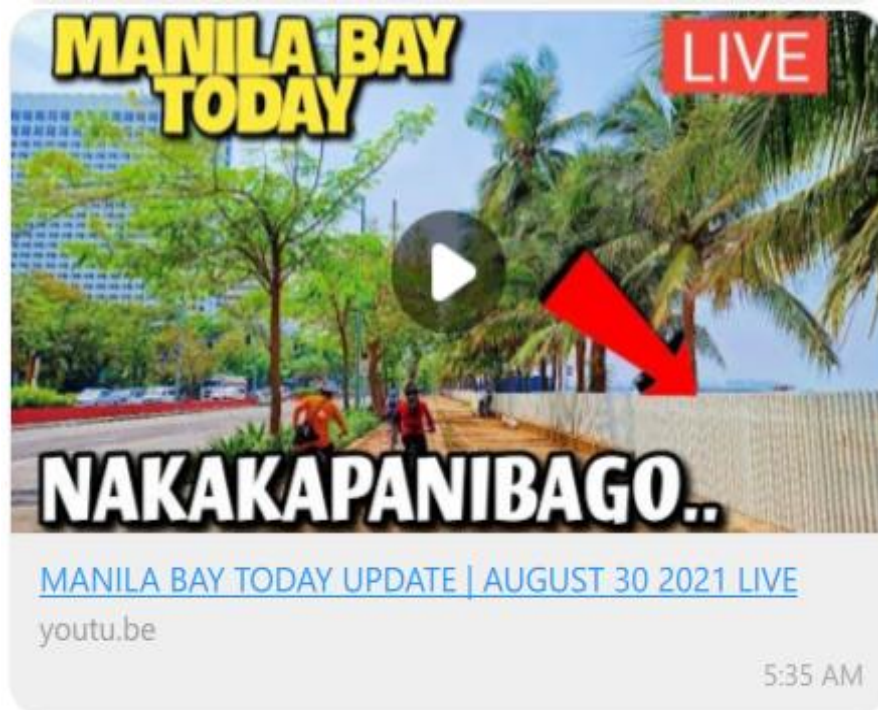 MANILA BAY
TODAY
LIVE
NAKAKAPANIBAGO..
MANILA BAY TODAY UPDATE | AUGUST 30 2021 LIVE
youtu.be
5:35 AM